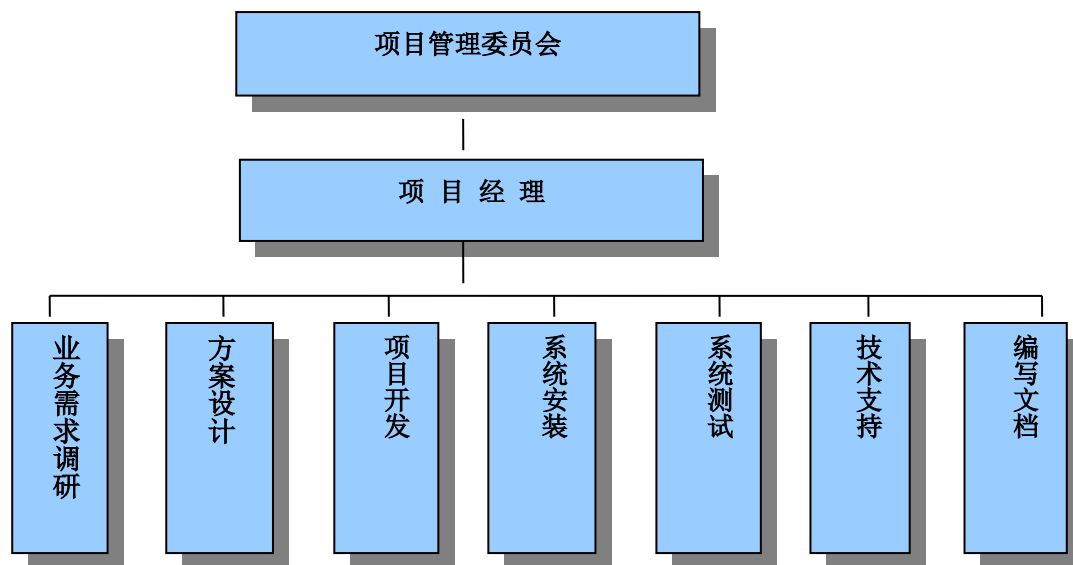 项目管理委员会
项 目 经 理
业务需求调研
方案设计
项目开发
系统安装
系统测试
技术支持
编写文档